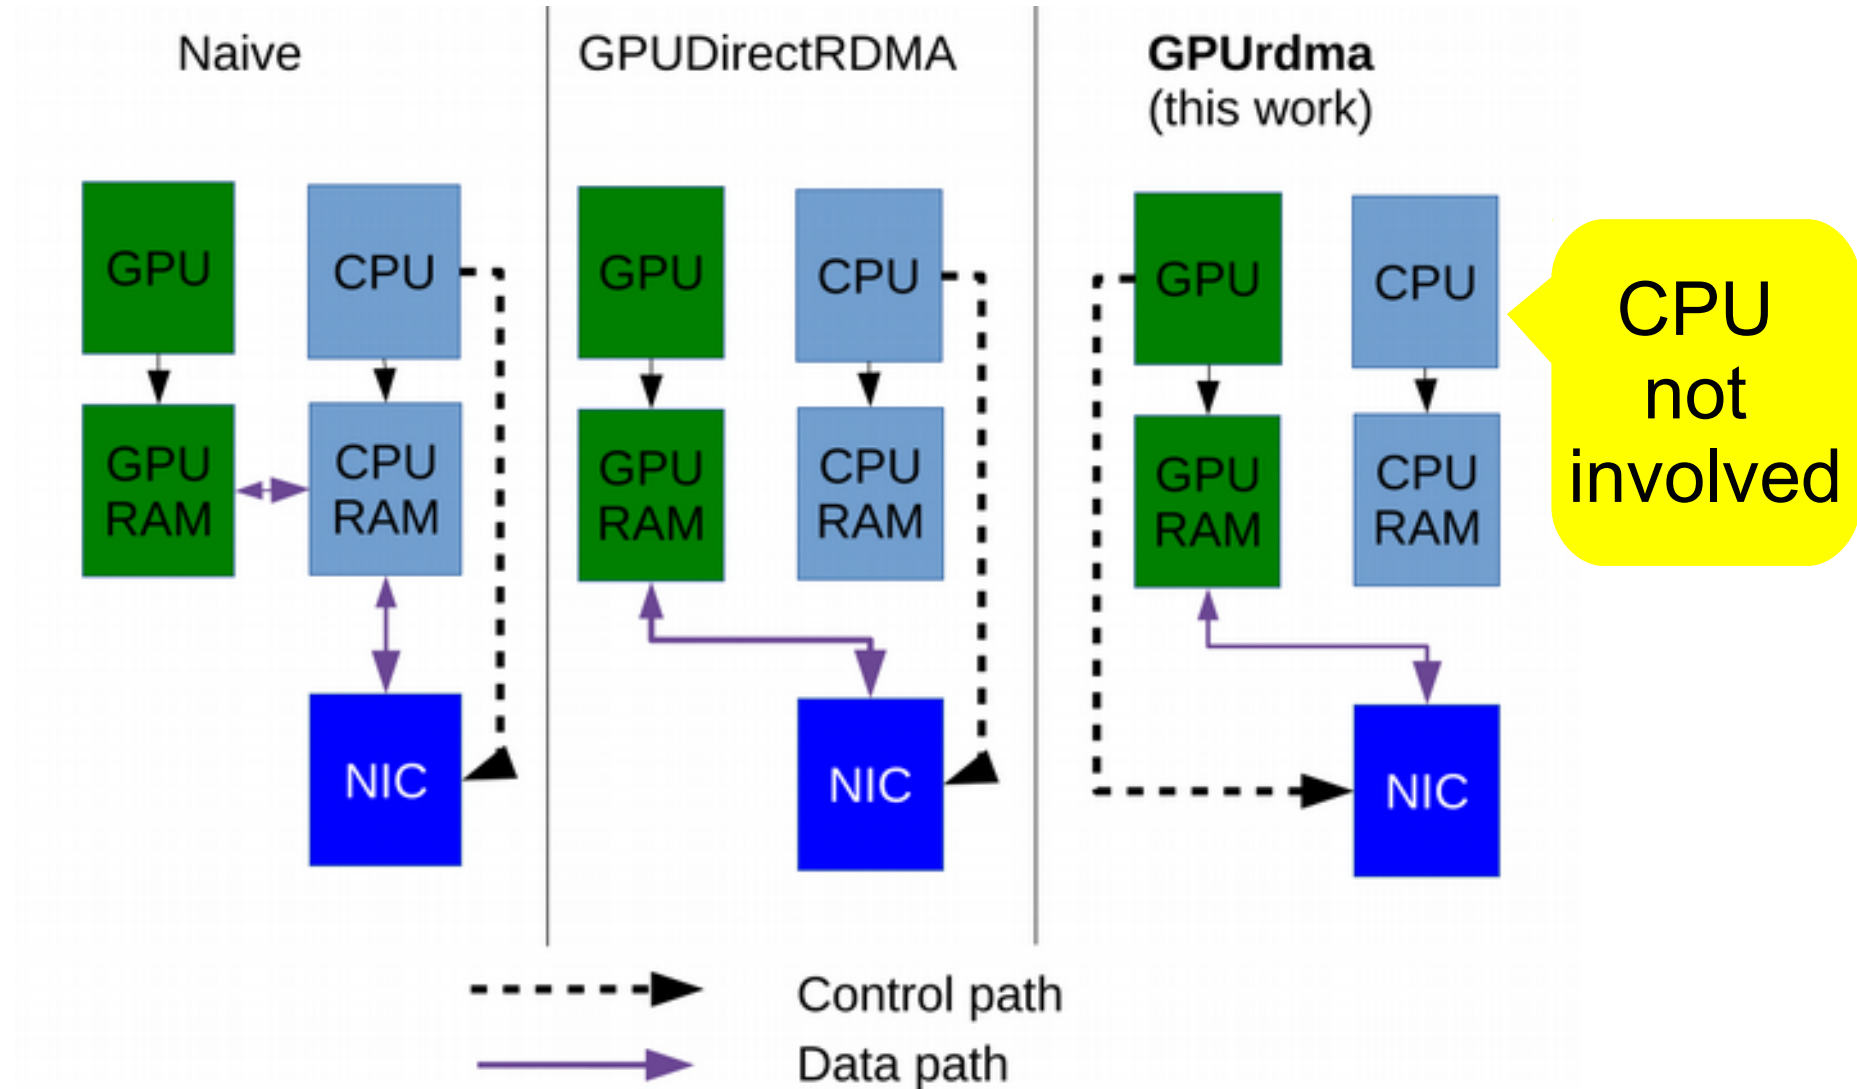 Naive
GPUDirectRDMA
GPUrdma
(this work)
GPU
CPU
GPU
RAM
CPU
RAM
NIC
GPU
CPU
GPU
RAM
CPU
RAM
NIC
GPU
CPU
GPU
RAM
CPU
RAM
NIC
CPU
not
involved
Control path
Data path